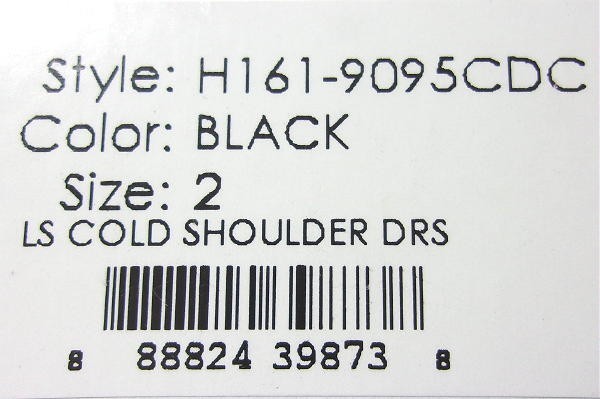 Style: H161-9095CDC
Color: BLACK
Size: 2
LS COLD SHOULDER DRS
8 88824 39873 8